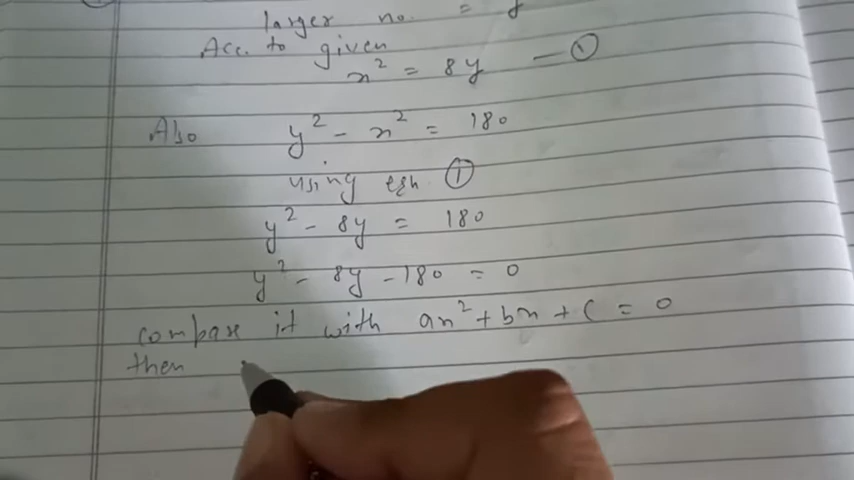 larger no. = y
Acc. to given
x² = 8y — ①
Also y² - x² = 180
using eqn ①
y² - 8y = 180
y² - 8y - 180 = 0
compare it with ax² + bx + c = 0
then